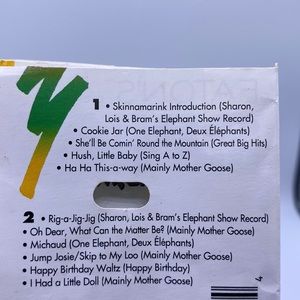 1 • Skinnamarink Introduction (Sharon,
Lois & Bram's Elephant Show Record)
• Cookie Jar (One Elephant, Deux Éléphants)
• She'll Be Comin' Round the Mountain (Great Big Hits)
• Hush, Little Baby (Sing A to Z)
• Ha Ha This-a-way (Mainly Mother Goose)
2 • Rig-a-Jig-Jig (Sharon, Lois & Bram's Elephant Show Record)
• Oh Dear, What Can the Matter Be? (Mainly Mother Goose)
• Michaud (One Elephant, Deux Éléphants)
• Jump Josie/Skip to My Loo (Mainly Mother Goose)
• Happy Birthday Waltz (Happy Birthday)
• I Had a Little Doll (Mainly Mother Goose)
4